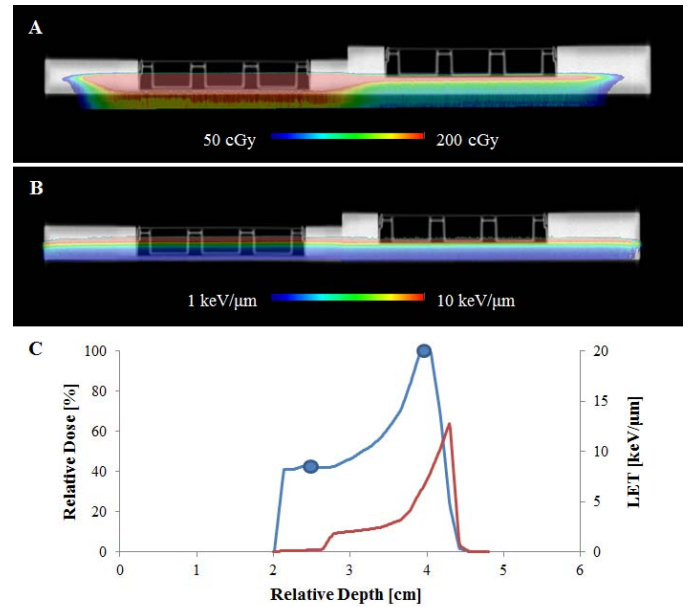 A
50 cGy 200 cGy
B
1 keV/μm 10 keV/μm
C
100
80
60
40
20
0
Relative Dose [%]
20
15
10
5
0
LET [keV/μm]
0 1 2 3 4 5 6
Relative Depth [cm]